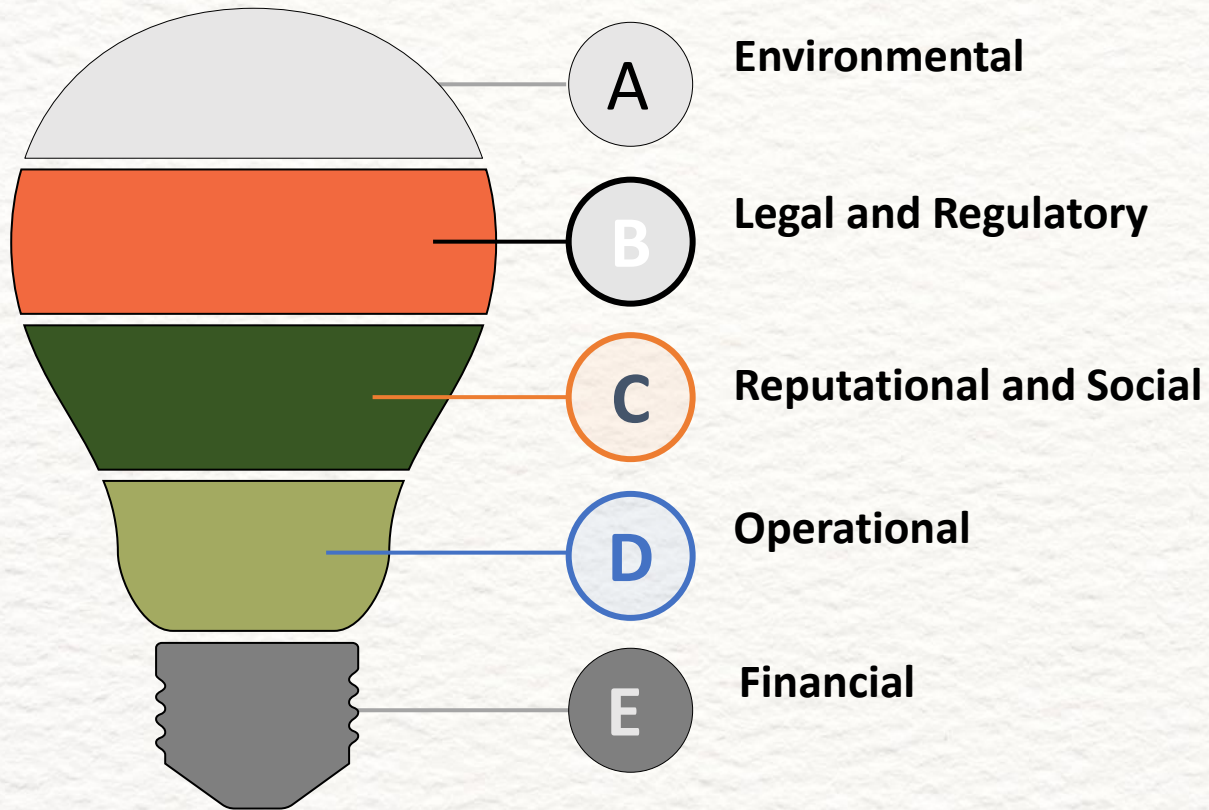 A
Environmental
B
Legal and Regulatory
C
Reputational and Social
D
Operational
E
Financial